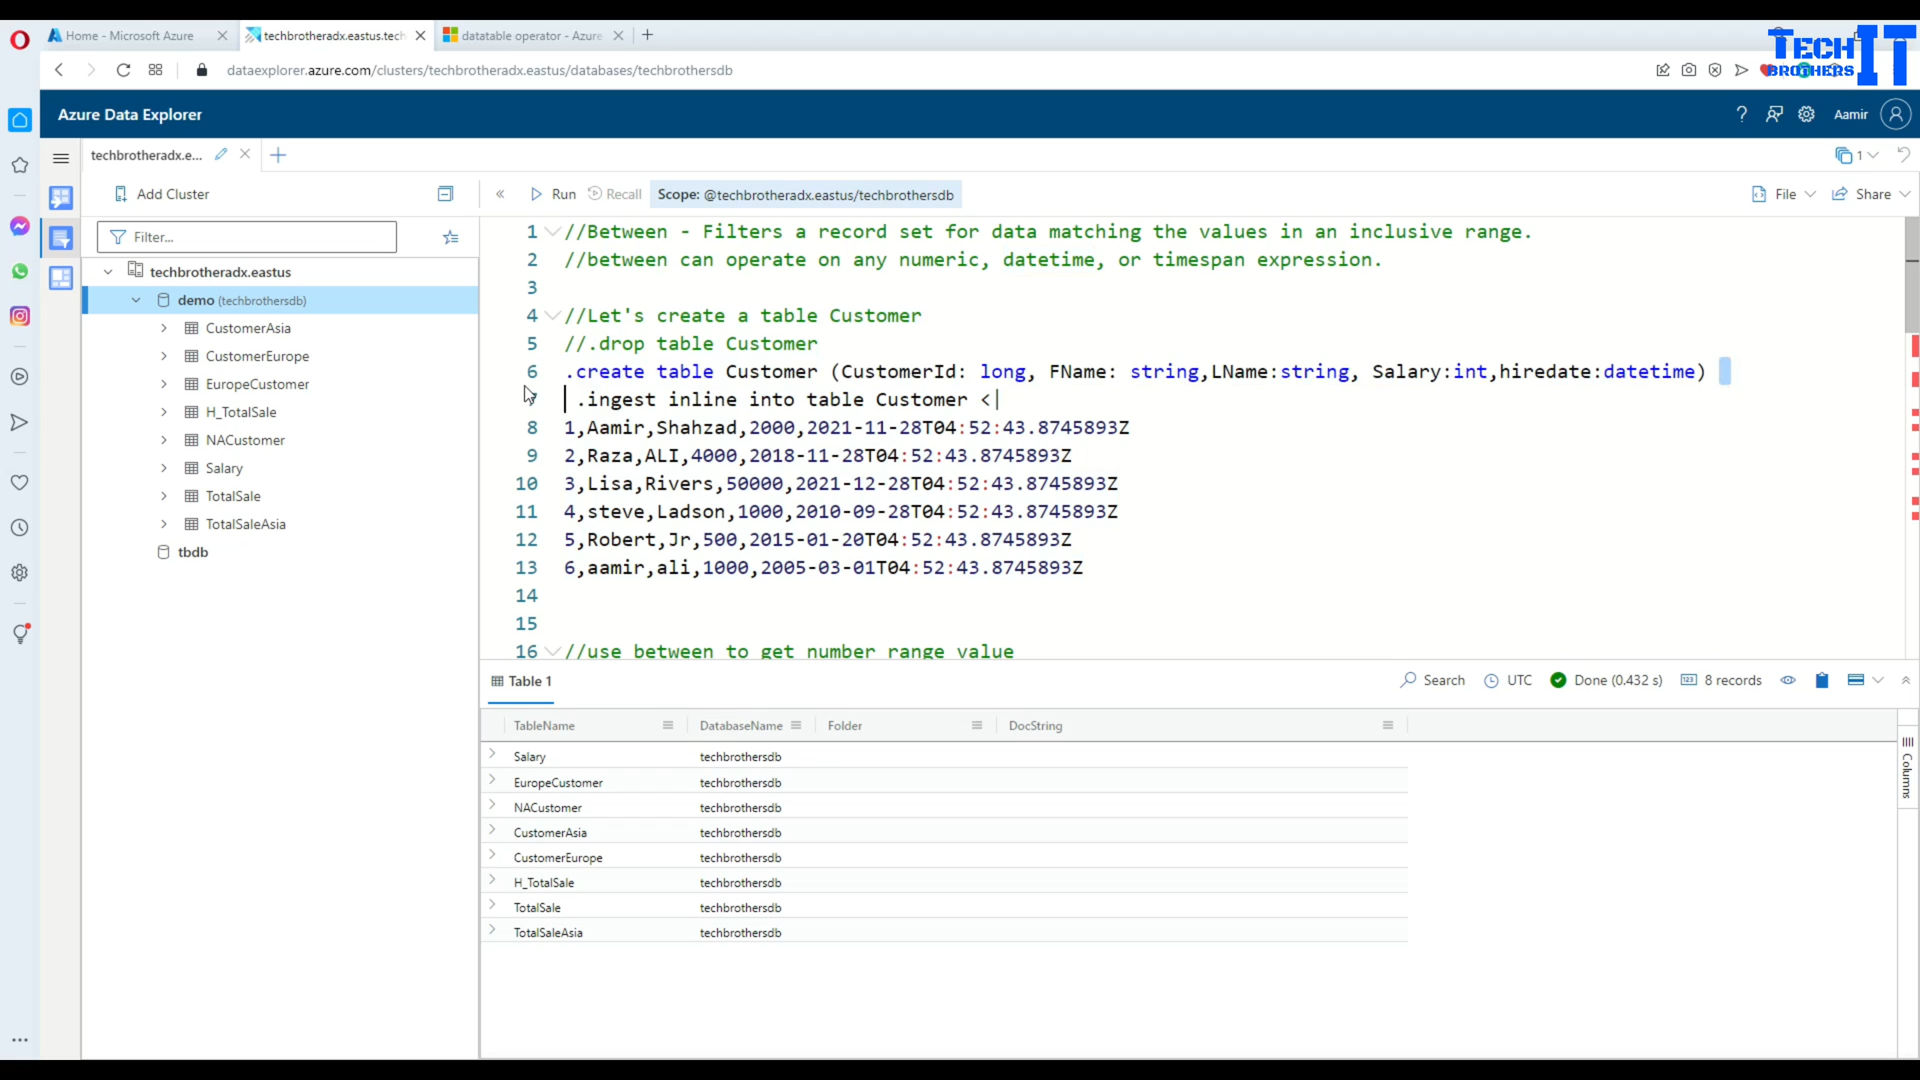 Home - Microsoft Azure
techbrotheradx.eastus.tech
datatable operator - Azure
TECH BROTHERS IT
dataexplorer.azure.com/clusters/techbrotheradx.eastus/databases/techbrothersdb
Azure Data Explorer
? Aamir
techbrotheradx.e...
1
Add Cluster
Run
Recall
Scope: @techbrotheradx.eastus/techbrothersdb
File
Share
Filter...
techbrotheradx.eastus
demo (techbrothersdb)
CustomerAsia
CustomerEurope
EuropeCustomer
H_TotalSale
NACustomer
Salary
TotalSale
TotalSaleAsia
tbdb
1 //Between - Filters a record set for data matching the values in an inclusive range.
2 //between can operate on any numeric, datetime, or timespan expression.
3
4 //Let's create a table Customer
5 //.drop table Customer
6 .create table Customer (CustomerId: long, FName: string,LName:string, Salary:int,hiredate:datetime)
.ingest inline into table Customer <|
8 1,Aamir,Shahzad,2000,2021-11-28T04:52:43.8745893Z
9 2,Raza,ALI,4000,2018-11-28T04:52:43.8745893Z
10 3,Lisa,Rivers,50000,2021-12-28T04:52:43.8745893Z
11 4,steve,Ladson,1000,2010-09-28T04:52:43.8745893Z
12 5,Robert,Jr,500,2015-01-20T04:52:43.8745893Z
13 6,aamir,ali,1000,2005-03-01T04:52:43.8745893Z
14
15
16 //use between to get number range value
Table 1
Search
UTC
Done (0.432 s)
8 records
TableName DatabaseName Folder DocString
Salary techbrothersdb
EuropeCustomer techbrothersdb
NACustomer techbrothersdb
CustomerAsia techbrothersdb
CustomerEurope techbrothersdb
H_TotalSale techbrothersdb
TotalSale techbrothersdb
TotalSaleAsia techbrothersdb
Columns